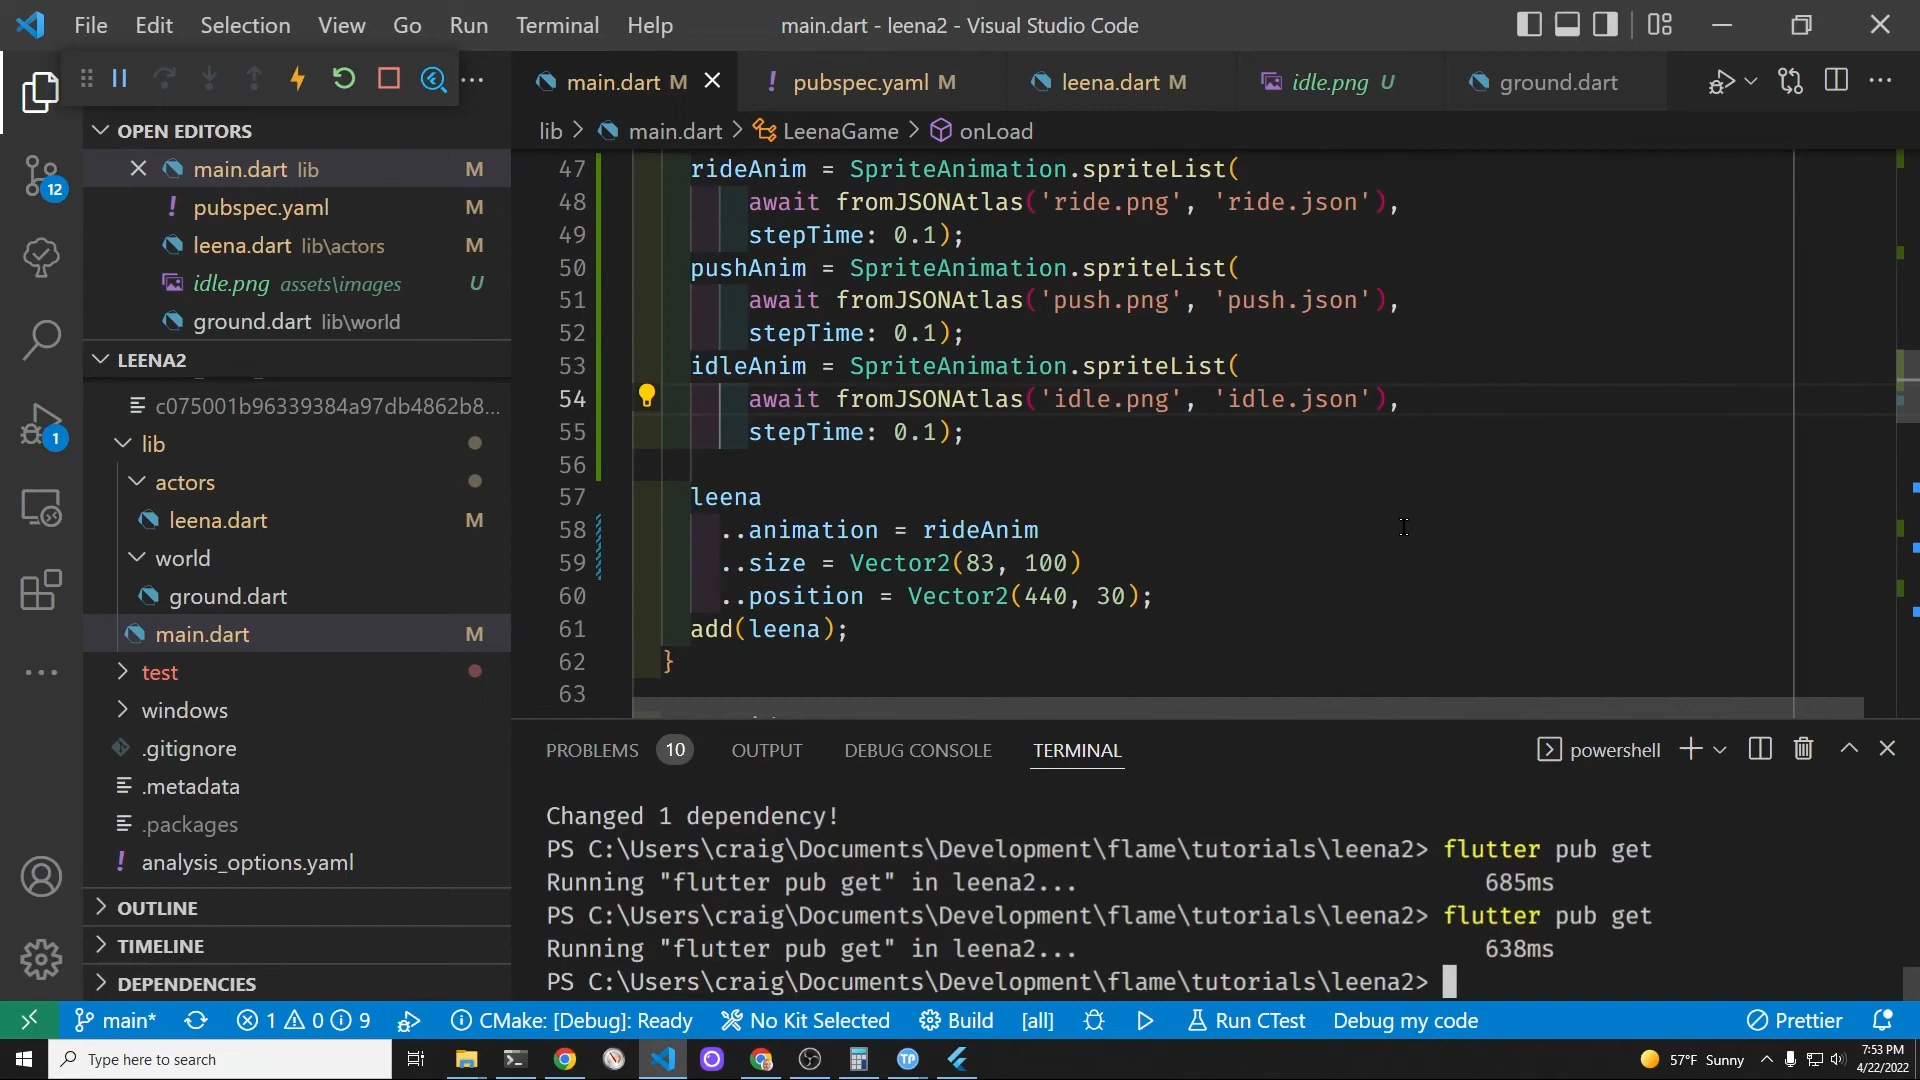 File Edit Selection View Go Run Terminal Help main.dart - leena2 - Visual Studio Code
main.dart M pubspec.yaml M leena.dart M idle.png U ground.dart
lib > main.dart > LeenaGame > onLoad
OPEN EDITORS
main.dart lib M
pubspec.yaml M
leena.dart lib\actors M
idle.png assets\images U
ground.dart lib\world
LEENA2
c075001b96339384a97db4862b8...
lib
actors
leena.dart M
world
ground.dart
main.dart M
test
windows
.gitignore
.metadata
.packages
analysis_options.yaml
OUTLINE
TIMELINE
DEPENDENCIES
12
1
47 rideAnim = SpriteAnimation.spriteList(
48 await fromJSONAtlas('ride.png', 'ride.json'),
49 stepTime: 0.1);
50 pushAnim = SpriteAnimation.spriteList(
51 await fromJSONAtlas('push.png', 'push.json'),
52 stepTime: 0.1);
53 idleAnim = SpriteAnimation.spriteList(
54 await fromJSONAtlas('idle.png', 'idle.json'),
55 stepTime: 0.1);
56
57 leena
58 ..animation = rideAnim
59 ..size = Vector2(83, 100)
60 ..position = Vector2(440, 30);
61 add(leena);
62 }
63
PROBLEMS 10 OUTPUT DEBUG CONSOLE TERMINAL powershell
Changed 1 dependency!
PS C:\Users\craig\Documents\Development\flame\tutorials\leena2> flutter pub get
Running "flutter pub get" in leena2... 685ms
PS C:\Users\craig\Documents\Development\flame\tutorials\leena2> flutter pub get
Running "flutter pub get" in leena2... 638ms
PS C:\Users\craig\Documents\Development\flame\tutorials\leena2>
main* 1 0 9 CMake: [Debug]: Ready No Kit Selected Build [all] Run CTest Debug my code Prettier
Type here to search
57°F Sunny
7:53 PM
4/22/2022